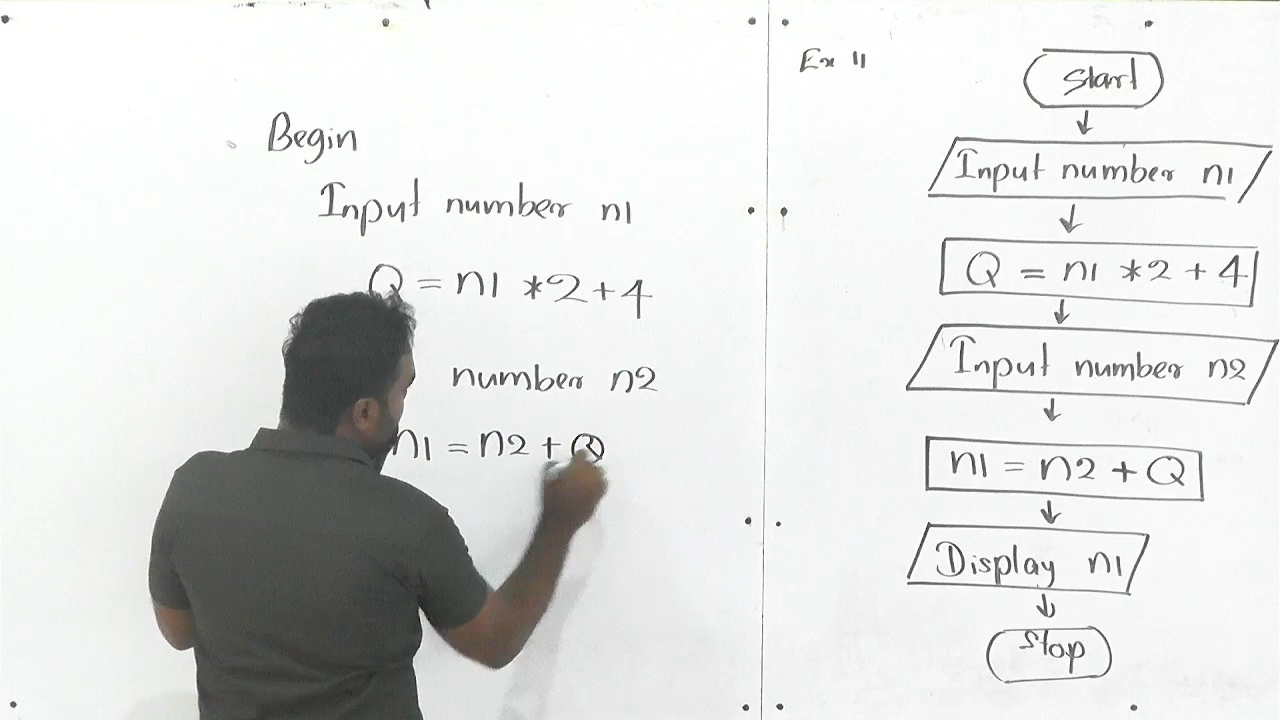 Begin
Input number n1
Q = n1 *2+4
number n2
n1 = n2 + Q
Ex 11
Start
Input number n1
Q = n1 *2 + 4
Input number n2
n1 = n2 + Q
Display n1
Stop